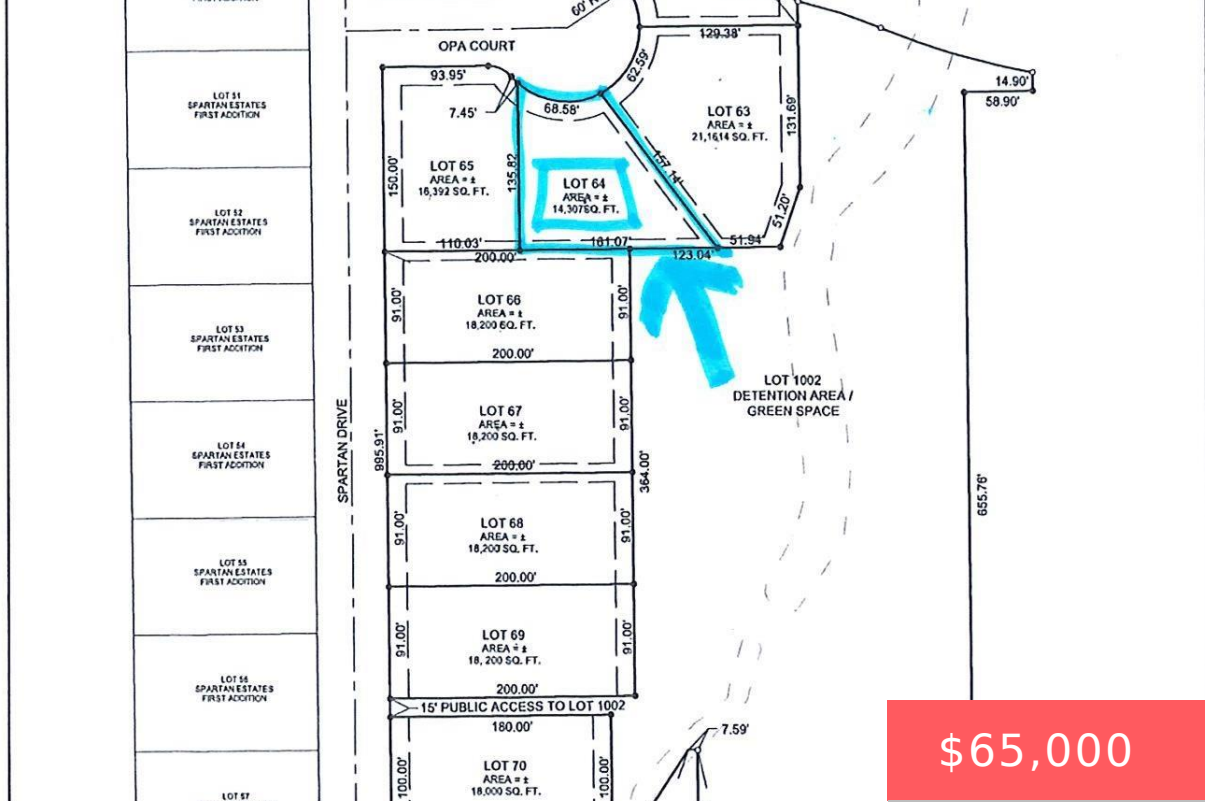 FIRST ADDITION
60' R
OPA COURT
129.38'
14.90'
58.90'
93.95'
7.45'
68.58'
62.59'
LOT 63
AREA = ±
21,1614 SQ. FT.
131.69'
LOT 51
SPARTAN ESTATES
FIRST ADDITION
150.00'
LOT 65
AREA = ±
16,392 SQ. FT.
135.82
LOT 64
AREA = ±
14,307SQ. FT.
157.14'
51.20'
LOT 52
SPARTAN ESTATES
FIRST ADDITION
110.03'
161.07'
51.94'
200.00'
123.04'
91.00'
LOT 66
AREA = ±
18,200 SQ. FT.
91.00'
LOT 53
SPARTAN ESTATES
FIRST ADDITION
200.00'
LOT 1002
DETENTION AREA /
GREEN SPACE
SPARTAN DRIVE
995.91'
91.00'
LOT 67
AREA = ±
18,200 SQ. FT.
91.00'
LOT 54
SPARTAN ESTATES
FIRST ADDITION
200.00'
364.00'
655.76'
91.00'
LOT 68
AREA = ±
18,200 SQ. FT.
91.00'
LOT 55
SPARTAN ESTATES
FIRST ADDITION
200.00'
91.00'
LOT 69
AREA = ±
18, 200 SQ. FT.
91.00'
LOT 56
SPARTAN ESTATES
FIRST ADDITION
200.00'
15' PUBLIC ACCESS TO LOT 1002
180.00'
7.59'
100.00'
LOT 70
AREA = ±
18,000 SQ. FT.
100.00'
LOT 57
$65,000